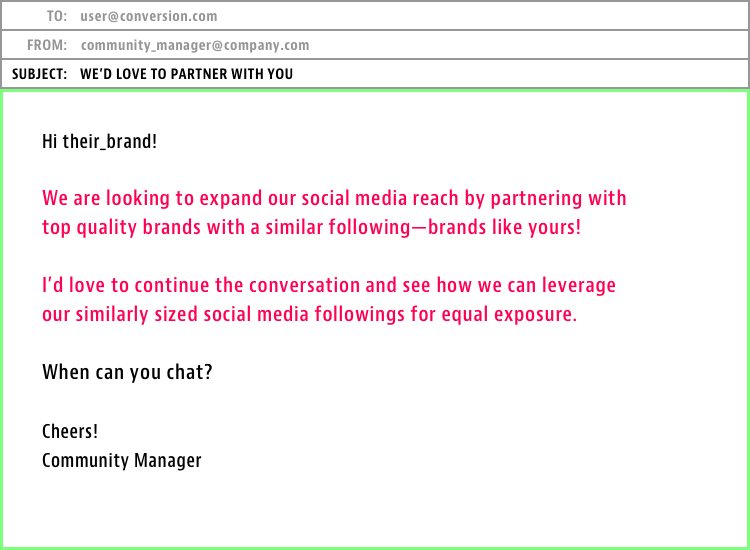 TO: user@conversion.com
FROM: community_manager@company.com
SUBJECT: WE'D LOVE TO PARTNER WITH YOU
Hi their_brand!
We are looking to expand our social media reach by partnering with
top quality brands with a similar following—brands like yours!
I'd love to continue the conversation and see how we can leverage
our similarly sized social media followings for equal exposure.
When can you chat?
Cheers!
Community Manager